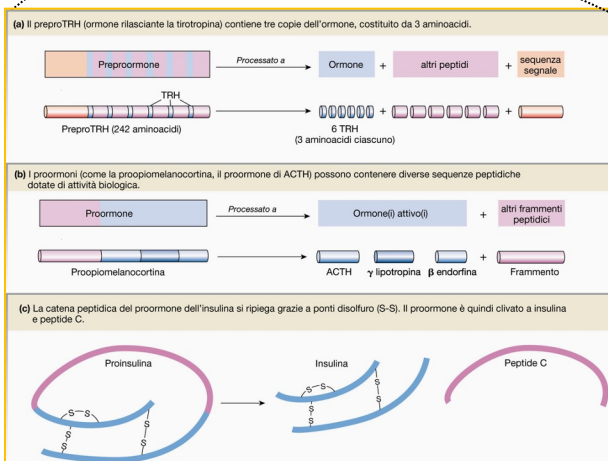 (a) Il preproTRH (ormone rilasciante la tirotropina) contiene tre copie dell'ormone, costituito da 3 aminoacidi.
Preproormone
Processato a
Ormone
+
altri peptidi
+
sequenza
segnale
TRH
PreproTRH (242 aminoacidi)
6 TRH
(3 aminoacidi ciascuno)
+
+
(b) I proormoni (come la proopiomelanocortina, il proormone di ACTH) possono contenere diverse sequenze peptidiche
dotate di attività biologica.
Proormone
Processato a
Ormone(i) attivo(i)
+
altri frammenti
peptidici
Proopiomelanocortina
ACTH
γ lipotropina
β endorfina
+
Frammento
(c) La catena peptidica del proormone dell'insulina si ripiega grazie a ponti disolfuro (S-S). Il proormone è quindi clivato a insulina
e peptide C.
Proinsulina
Insulina
Peptide C
S
S
S
S
S
S
S
S
S
S
S
S